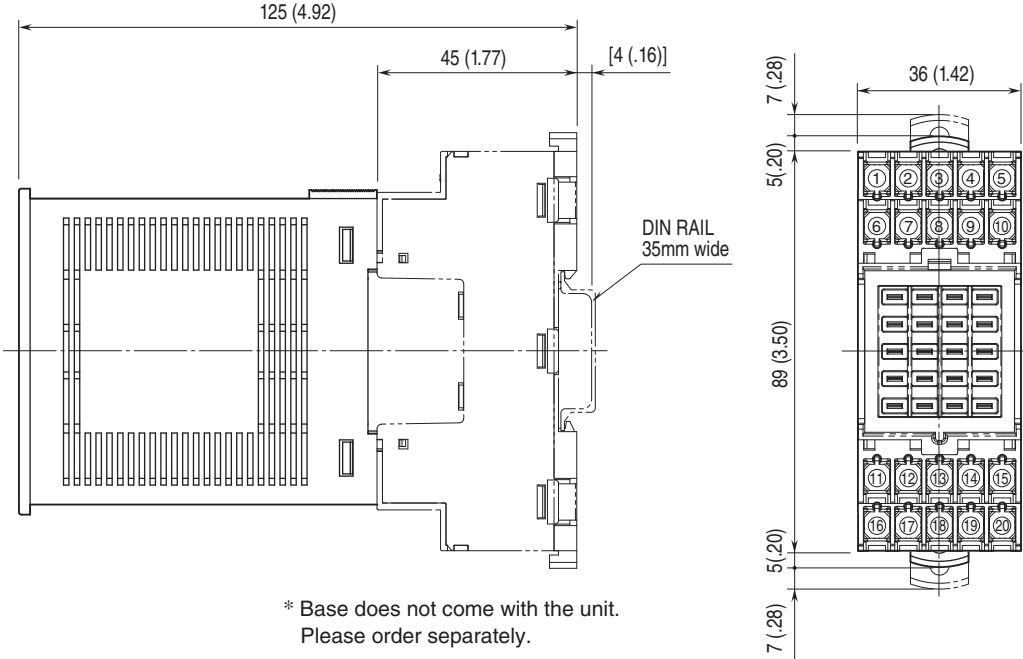 125 (4.92)
45 (1.77)
[4 (.16)]
DIN RAIL
35mm wide
* Base does not come with the unit.
Please order separately.
7 (.28)
36 (1.42)
5(.20)
① ② ③ ④ ⑤
⑥ ⑦ ⑧ ⑨ ⑩
89 (3.50)
⑪ ⑫ ⑬ ⑭ ⑮
⑯ ⑰ ⑱ ⑲ ⑳
5(.20)
7 (.28)